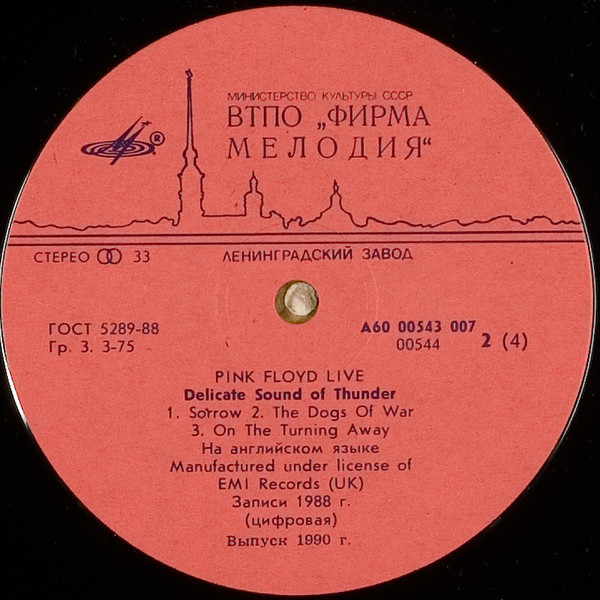 МИНИСТЕРСТВО КУЛЬТУРЫ СССР
ВТПО „ФИРМА
МЕЛОДИЯ“
®
СТЕРЕО 33
ЛЕНИНГРАДСКИЙ ЗАВОД
ГОСТ 5289-88
Гр. 3. 3-75
А60 00543 007
00544
2 (4)
PINK FLOYD LIVE
Delicate Sound of Thunder
1. Sorrow 2. The Dogs Of War
3. On The Turning Away
На английском языке
Manufactured under license of
EMI Records (UK)
Записи 1988 г.
(цифровая)
Выпуск 1990 г.